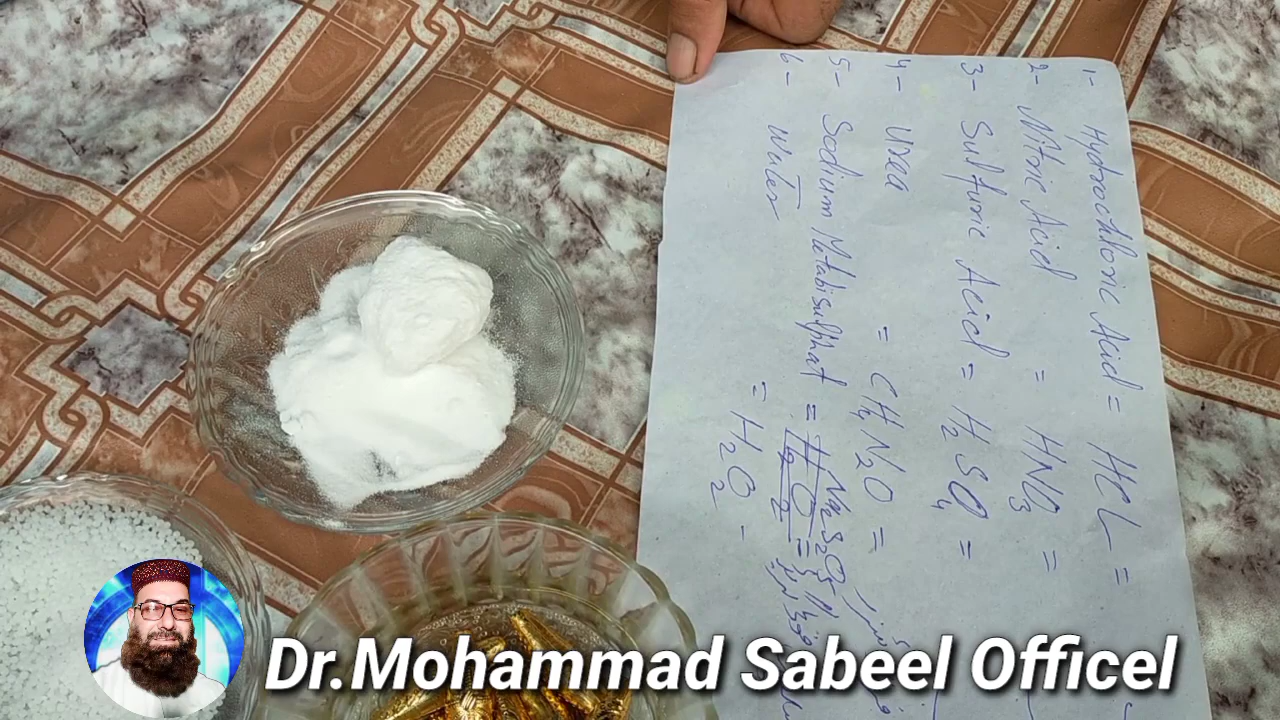 1- Hydrochloric Acid = HCL =
2- Nitric Acid = HNO3 =
3- Sulfuric Acid = H2SO4 =
4- Urea = CH4N2O =
5- Sodium Metabisulphat = Na2S2O5
6- Water = H2O -
Dr.Mohammad Sabeel Officel